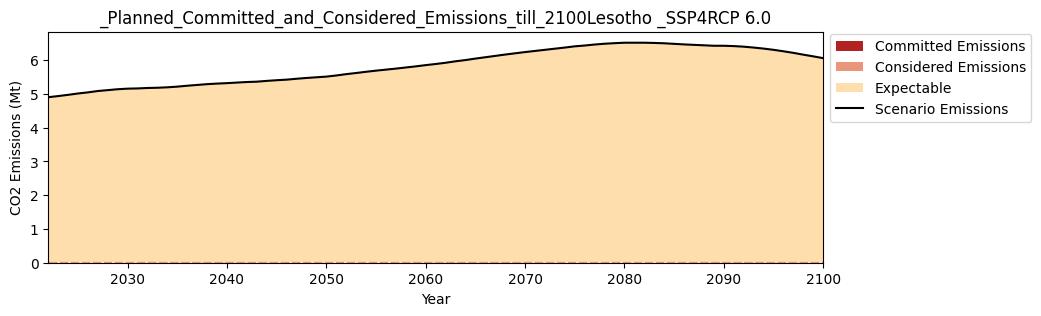 _Planned_Committed_and_Considered_Emissions_till_2100Lesotho _SSP4RCP 6.0
Committed Emissions
Considered Emissions
Expectable
Scenario Emissions
CO2 Emissions (Mt)
6
5
4
3
2
1
0
2030 2040 2050 2060 2070 2080 2090 2100
Year